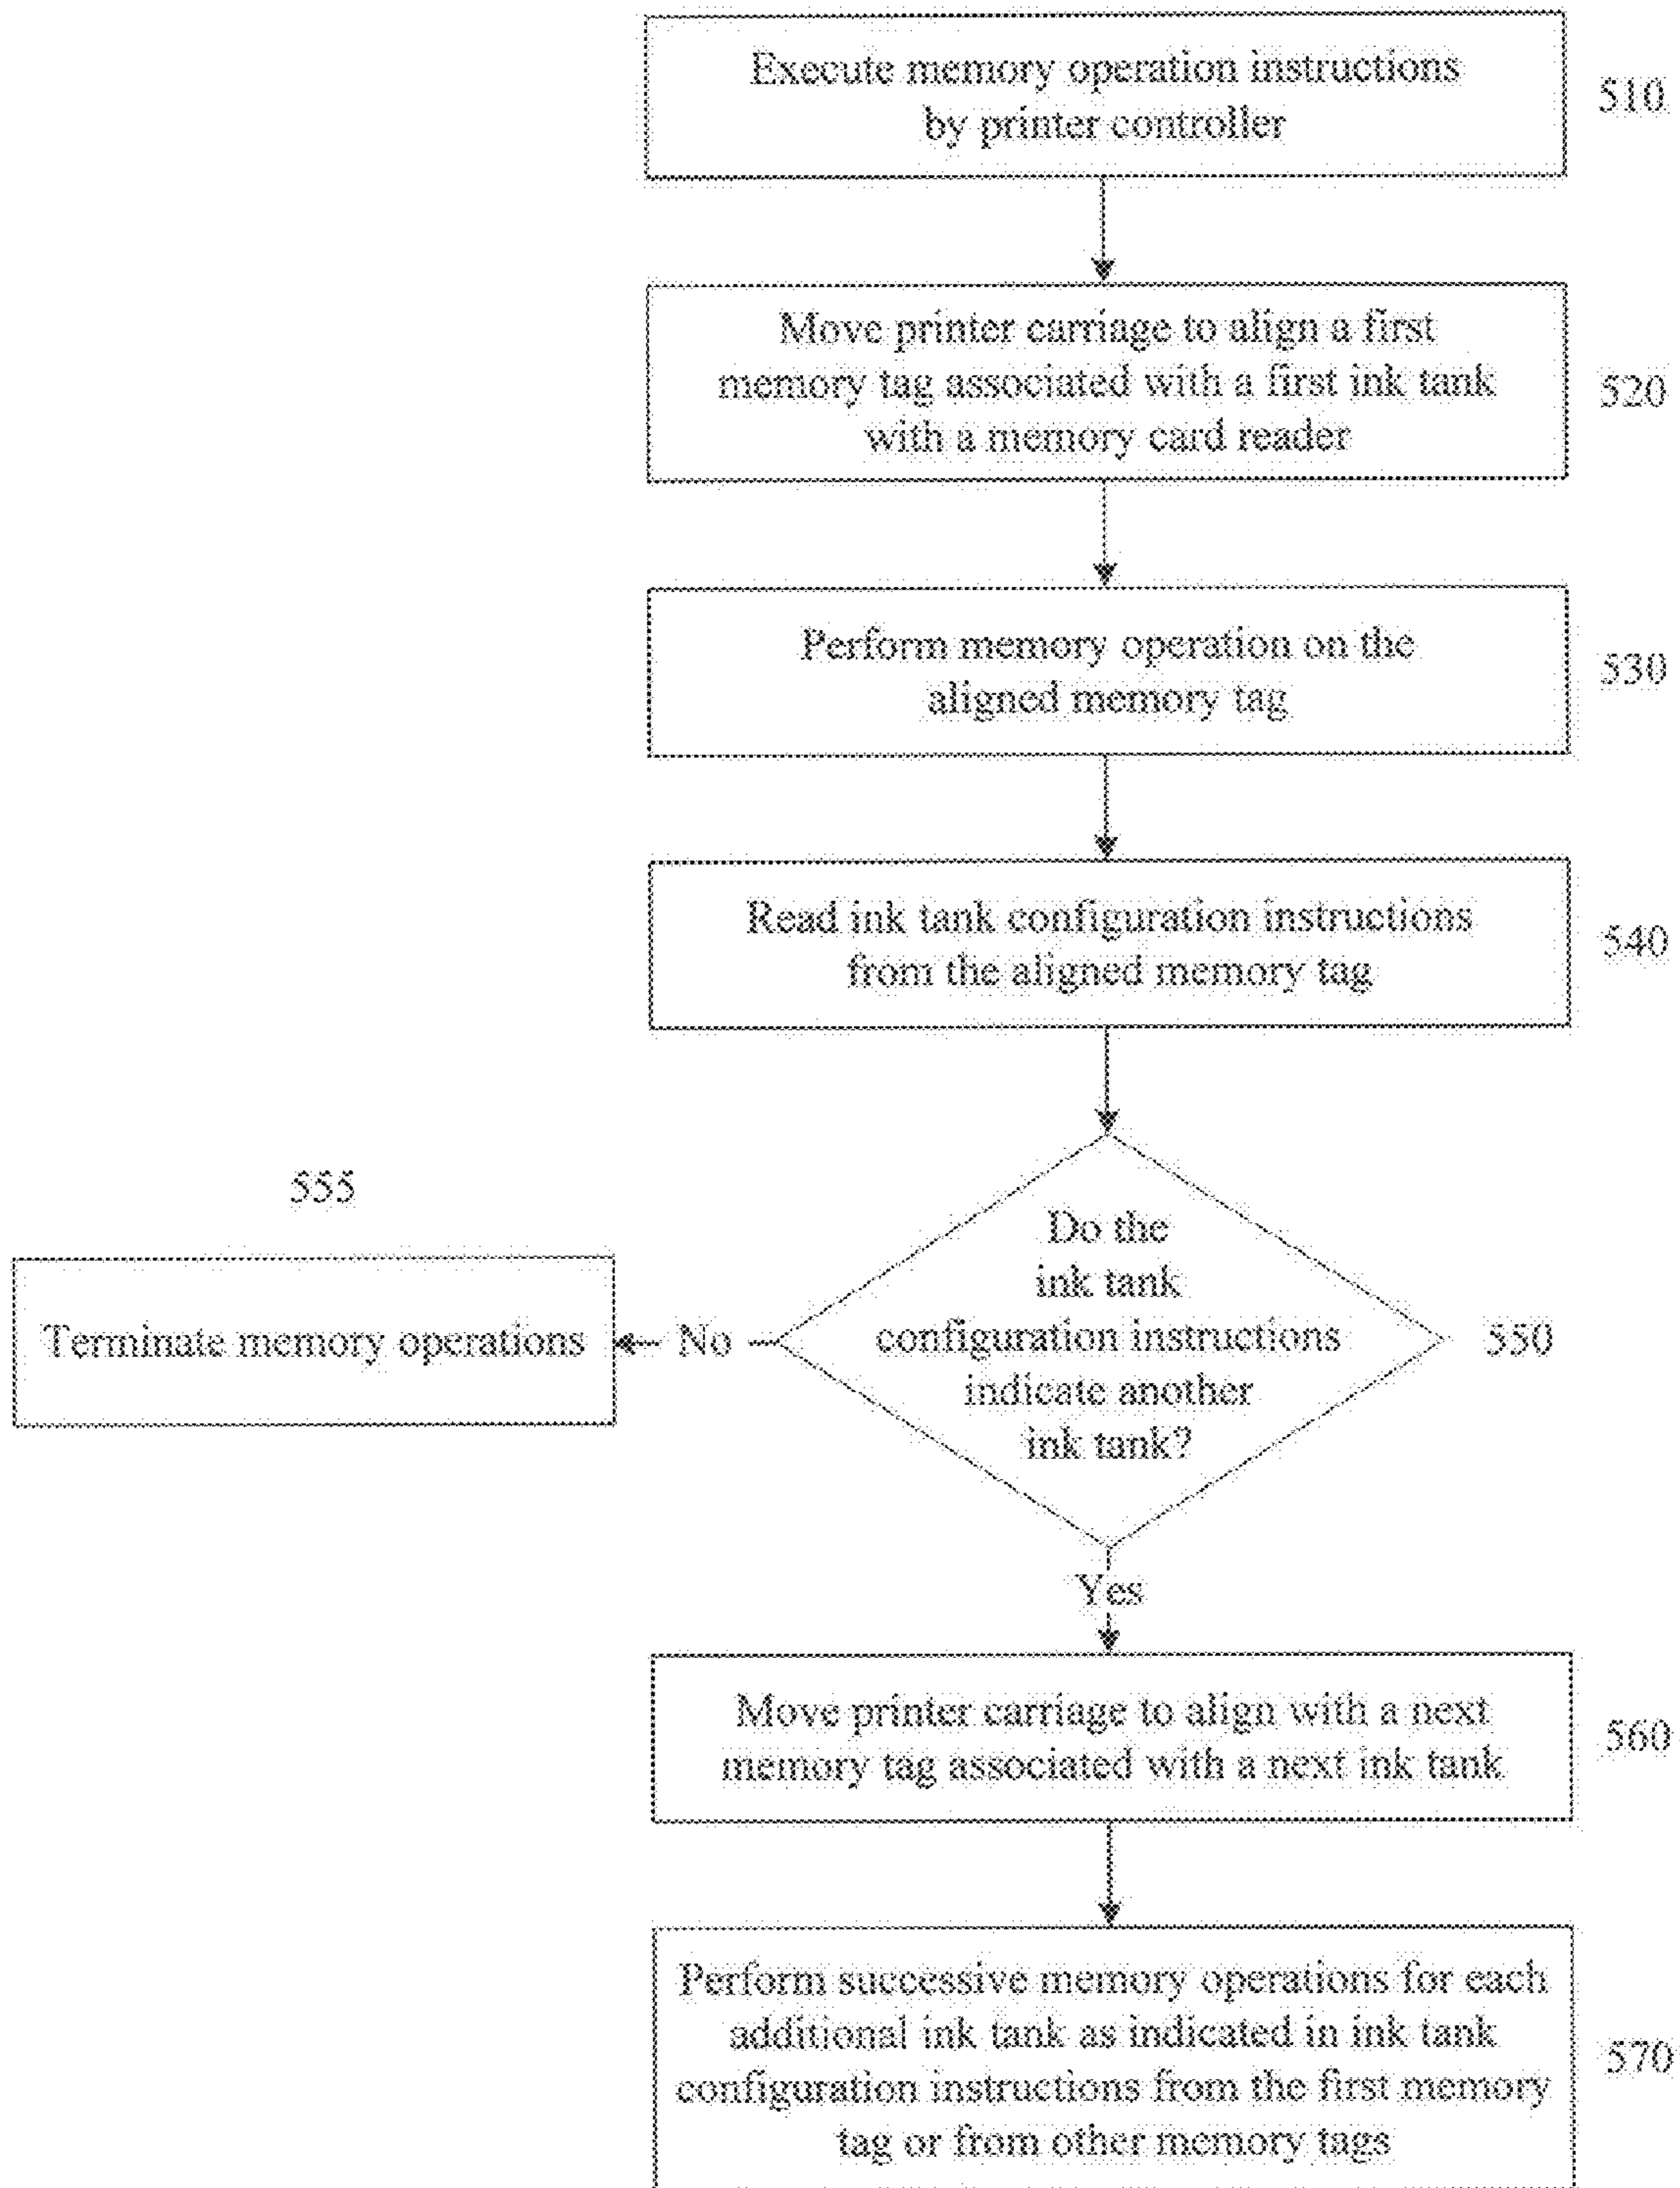 Execute memory operation instructions
by printer controller
510
Move printer carriage to align a first
memory tag associated with a first ink tank
with a memory card reader
520
Perform memory operation on the
aligned memory tag
530
Read ink tank configuration instructions
from the aligned memory tag
540
555
Terminate memory operations
No
Do the
ink tank
configuration instructions
indicate another
ink tank?
550
Yes
Move printer carriage to align with a next
memory tag associated with a next ink tank
560
Perform successive memory operations for each
additional ink tank as indicated in ink tank
configuration instructions from the first memory
tag or from other memory tags
570